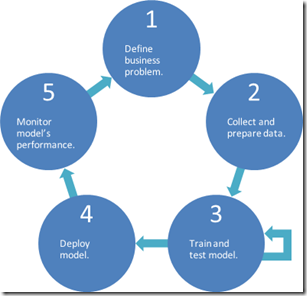 1
Define
business
problem.
2
Collect and
prepare data.
3
Train and
test model.
4
Deploy
model.
5
Monitor
model's
performance.